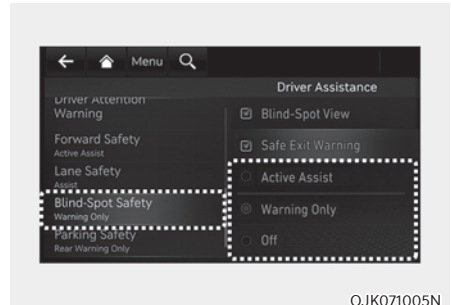 Menu
Driver Assistance
Driver Attention
Warning
Forward Safety
Active Assist
Lane Safety
Assist
Blind-Spot Safety
Warning Only
Parking Safety
Rear Warning Only
Blind-Spot View
Safe Exit Warning
Active Assist
Warning Only
Off
OJK071005N